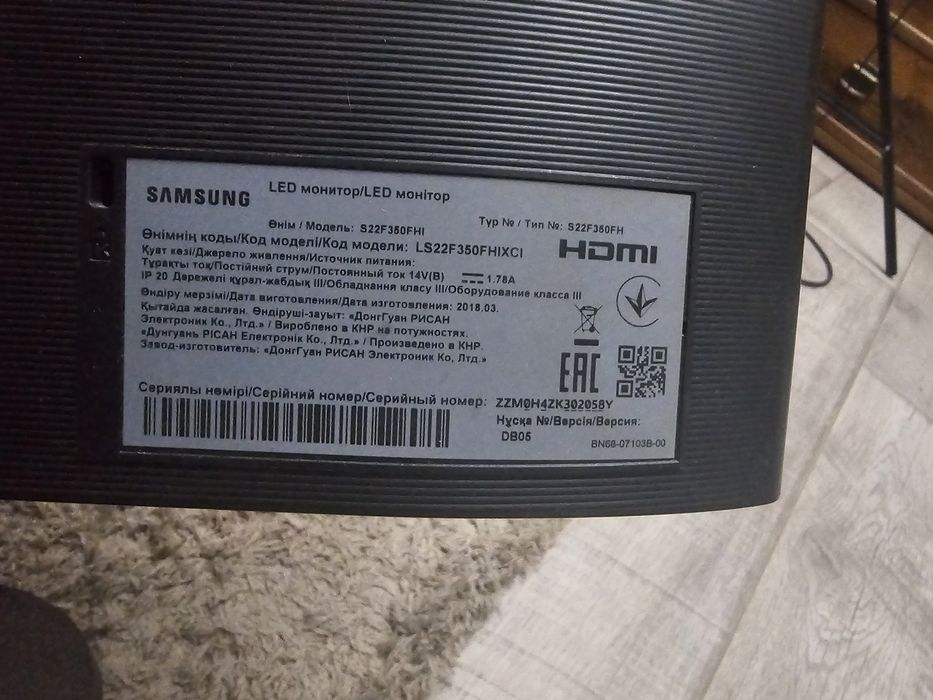 SAMSUNG
LED монитор/LED монітор
Өнім / Модель: S22F350FHI
Түр № / Тип №: S22F350FH
Өнімнің коды/Код моделі/Код модели: LS22F350FHIXCI
HDMI
Қуат көзі/Джерело живлення/Источник питания:
Тұрақты тоқ/Постійний струм/Постоянный ток 14V(В) 1.78A
IP 20 Дәрежелі құрал-жабдық III/Обладнання класу III/Оборудование класса III
Өндіру мерзімі/Дата виготовлення/Дата изготовления: 2018.03.
Қытайда жасалған. Өндіруші-зауыт: «ДонгГуан РИСАН
Электроник Ко., Лтд.» / Вироблено в КНР на потужностях.
«Дунгуань РІСАН Електронік Ко., Лтд.» / Произведено в КНР.
Завод-изготовитель: «ДонгГуан РИСАН Электроник Ко, Лтд.»
EAC
Сериялы нөмірі/Серійний номер/Серийный номер: ZZM0H4ZK302058Y
Нұсқа №/Версія/Версия:
DB05
BN68-07103B-00